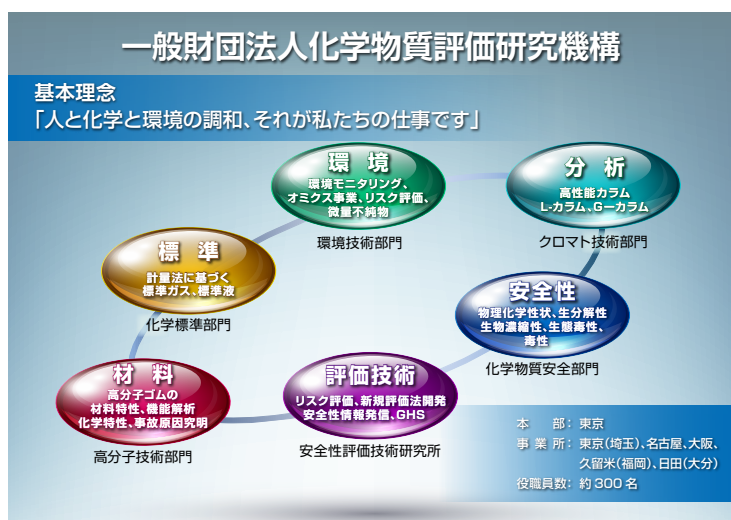 一般財団法人化学物質評価研究機構
基本理念
「人と化学と環境の調和、それが私たちの仕事です」
環 境
環境モニタリング、
オミクス事業、リスク評価、
微量不純物
環境技術部門
分 析
高性能カラム
L-カラム、Gーカラム
クロマト技術部門
標 準
計量法に基づく
標準ガス、標準液
化学標準部門
安全性
物理化学性状、生分解性
生物濃縮性、生態毒性、
毒性
化学物質安全部門
材 料
高分子ゴムの
材料特性、機能解析
化学特性、事故原因究明
高分子技術部門
評価技術
リスク評価、新規評価法開発
安全性情報発信、GHS
安全性評価技術研究所
本 部：東京
事 業 所：東京（埼玉）、名古屋、大阪、
久留米（福岡）、日田（大分）
役職員数：約300名